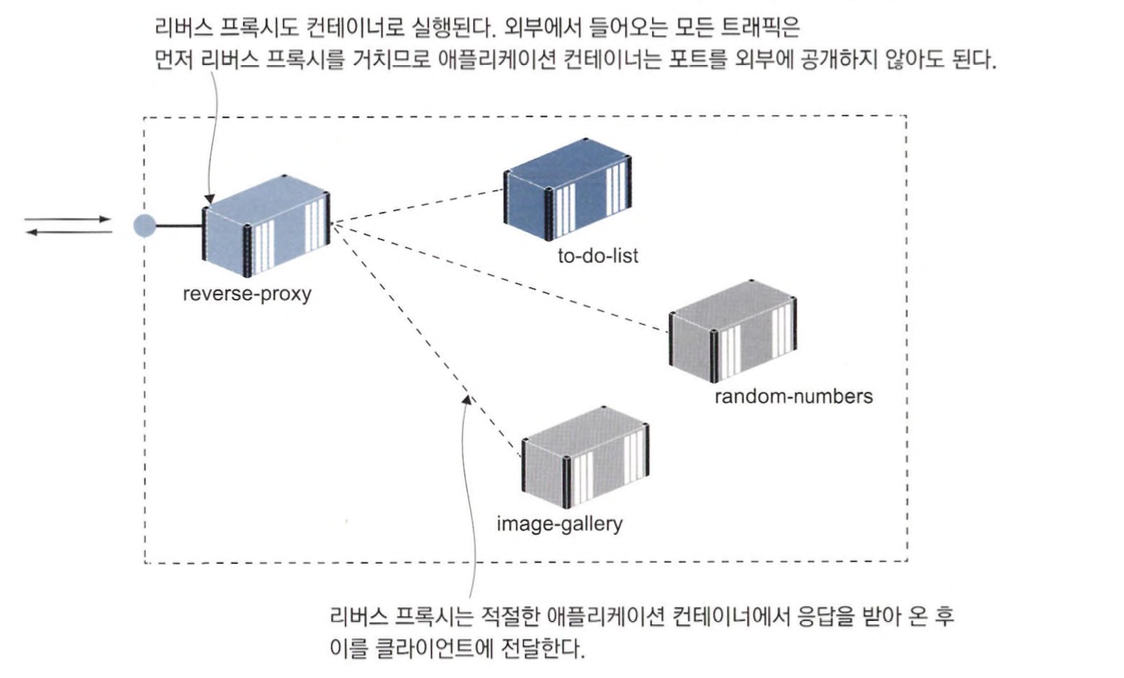 리버스 프록시도 컨테이너로 실행된다. 외부에서 들어오는 모든 트래픽은
먼저 리버스 프록시를 거치므로 애플리케이션 컨테이너는 포트를 외부에 공개하지 않아도 된다.
to-do-list
reverse-proxy
random-numbers
image-gallery
리버스 프록시는 적절한 애플리케이션 컨테이너에서 응답을 받아 온 후
이를 클라이언트에 전달한다.